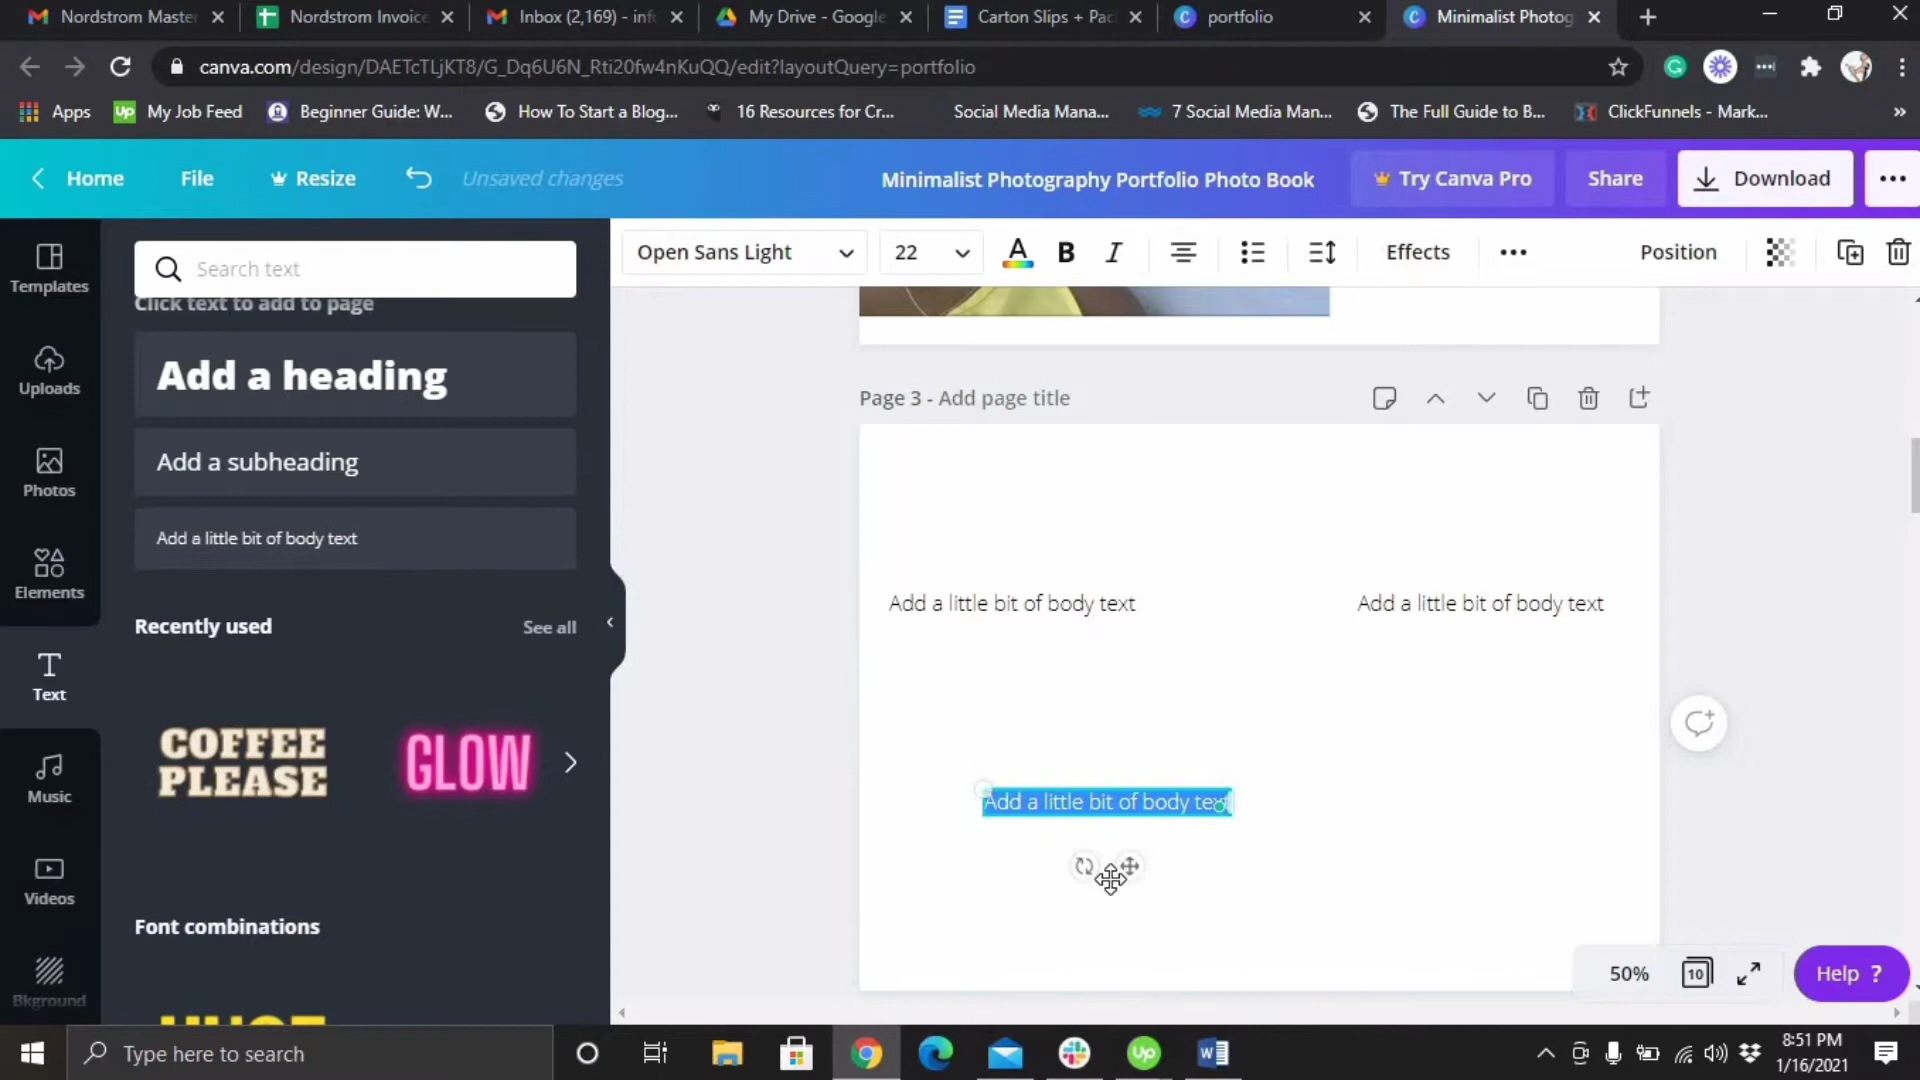 Nordstrom Maste
Nordstrom Invoice
Inbox (2,169) - inf
My Drive - Google
Carton Slips + Pac
portfolio
Minimalist Photog
canva.com/design/DAETcTLjKT8/G_Dq6U6N_Rti20fw4nKuQQ/edit?layoutQuery=portfolio
Apps
Up My Job Feed
Beginner Guide: W...
How To Start a Blog...
16 Resources for Cr...
Social Media Mana...
7 Social Media Man...
The Full Guide to B...
ClickFunnels - Mark...
Home
File
Resize
Unsaved changes
Minimalist Photography Portfolio Photo Book
Try Canva Pro
Share
Download
Templates
Uploads
Photos
Elements
Text
Music
Videos
Bkground
Search text
Click text to add to page
Add a heading
Add a subheading
Add a little bit of body text
Recently used
See all
COFFEE
PLEASE
GLOW
Font combinations
Open Sans Light
22
A
B
I
Effects
Position
Page 3 - Add page title
Add a little bit of body text
Add a little bit of body text
Add a little bit of body text
50%
10
Help ?
Type here to search
Up
8:51 PM
1/16/2021